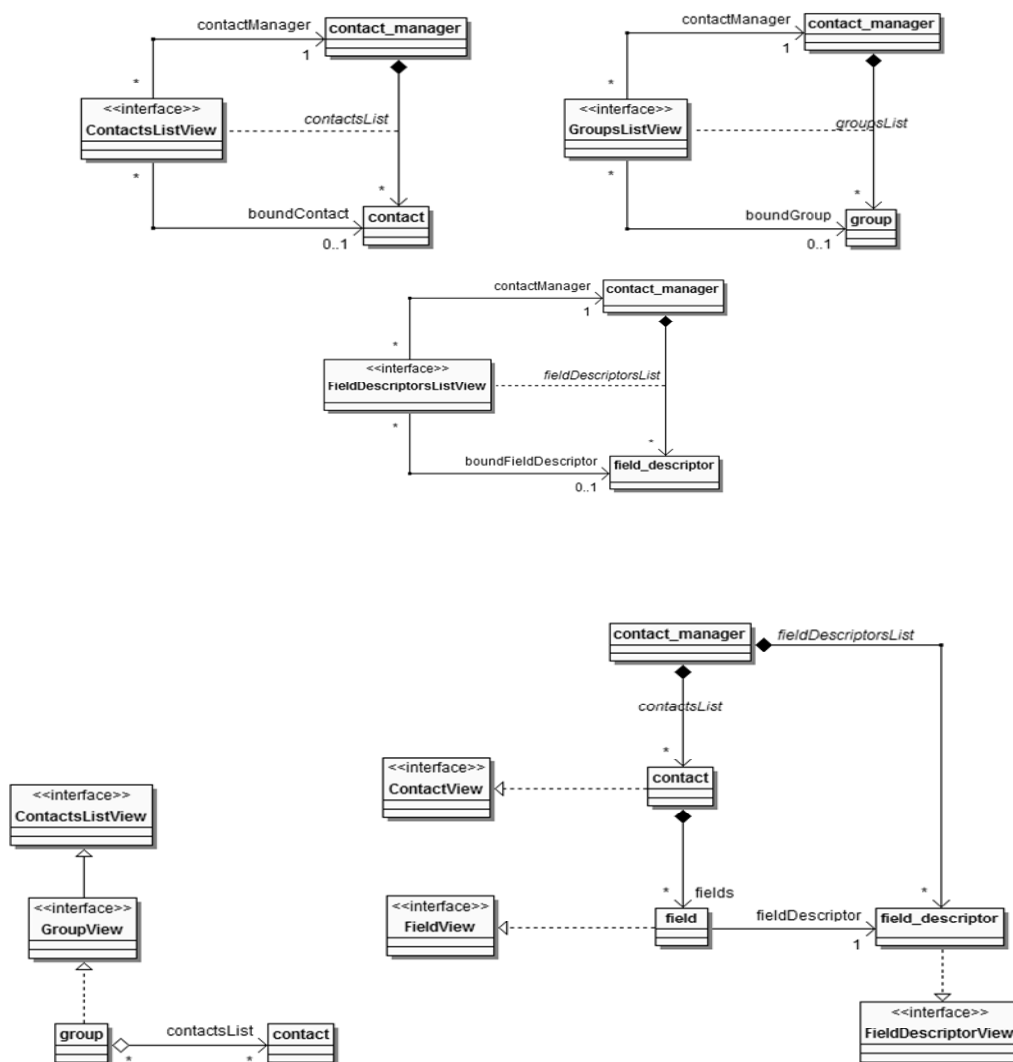 contactManager
contact_manager
1
*
<<interface>>
ContactsListView
contactsList
*
*
boundContact
contact
0..1
contactManager
contact_manager
1
*
<<interface>>
GroupsListView
groupsList
*
*
boundGroup
group
0..1
contactManager
contact_manager
1
*
<<interface>>
FieldDescriptorsListView
fieldDescriptorsList
*
*
boundFieldDescriptor
field_descriptor
0..1
contact_manager
fieldDescriptorsList
contactsList
*
<<interface>>
ContactView
contact
<<interface>>
ContactsListView
* fields
*
<<interface>>
FieldView
field
fieldDescriptor
1
field_descriptor
<<interface>>
GroupView
<<interface>>
FieldDescriptorView
group
contactsList
contact
*
*